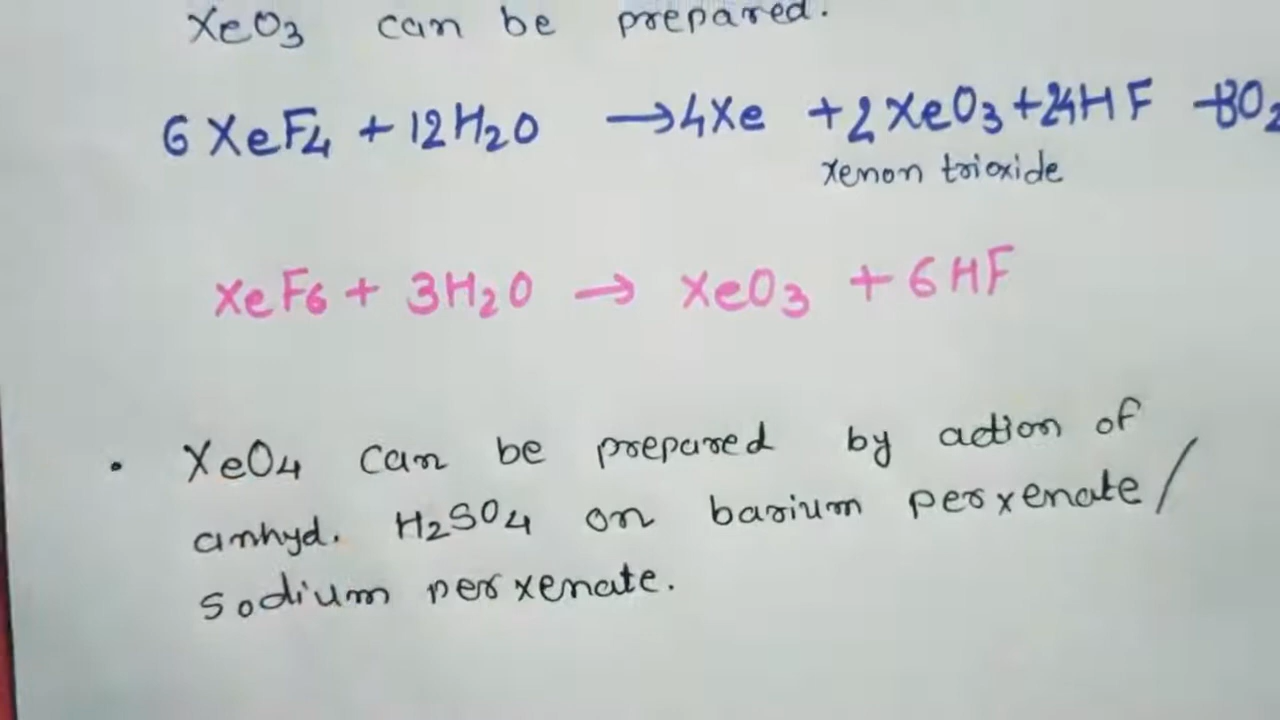 XeO3 can be prepared.
6 XeF4 + 12H2O → 4Xe + 2XeO3 + 24HF + 3O2
xenon trioxide
XeF6 + 3H2O → XeO3 + 6HF
• XeO4 can be prepared by action of
anhyd. H2SO4 on barium perxenate /
sodium perxenate.